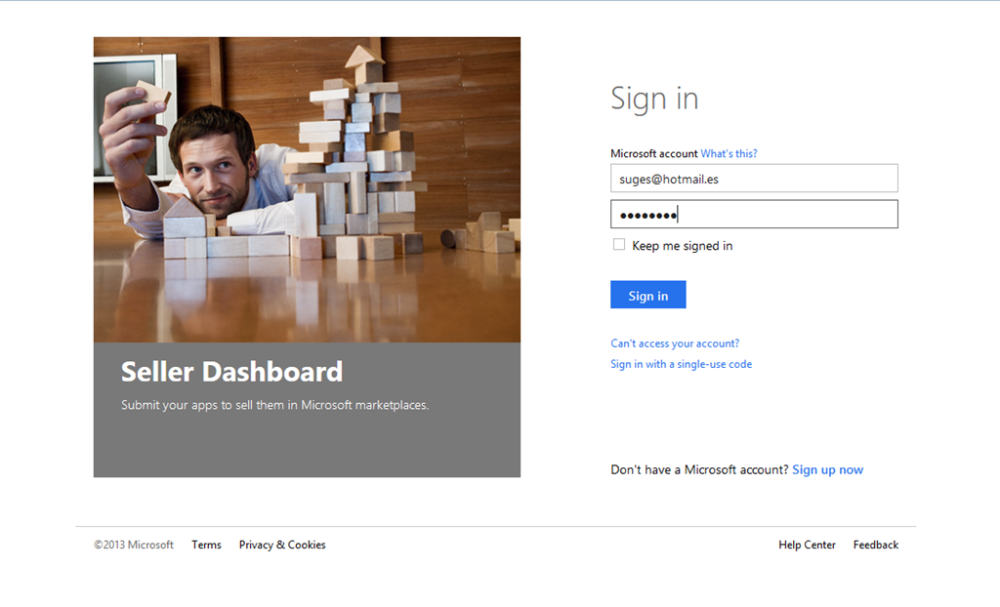 Sign in
Microsoft account What's this?
suges@hotmail.es
••••••••
Keep me signed in
Sign in
Can't access your account?
Sign in with a single-use code
Seller Dashboard
Submit your apps to sell them in Microsoft marketplaces.
Don't have a Microsoft account? Sign up now
©2013 Microsoft Terms Privacy & Cookies Help Center Feedback